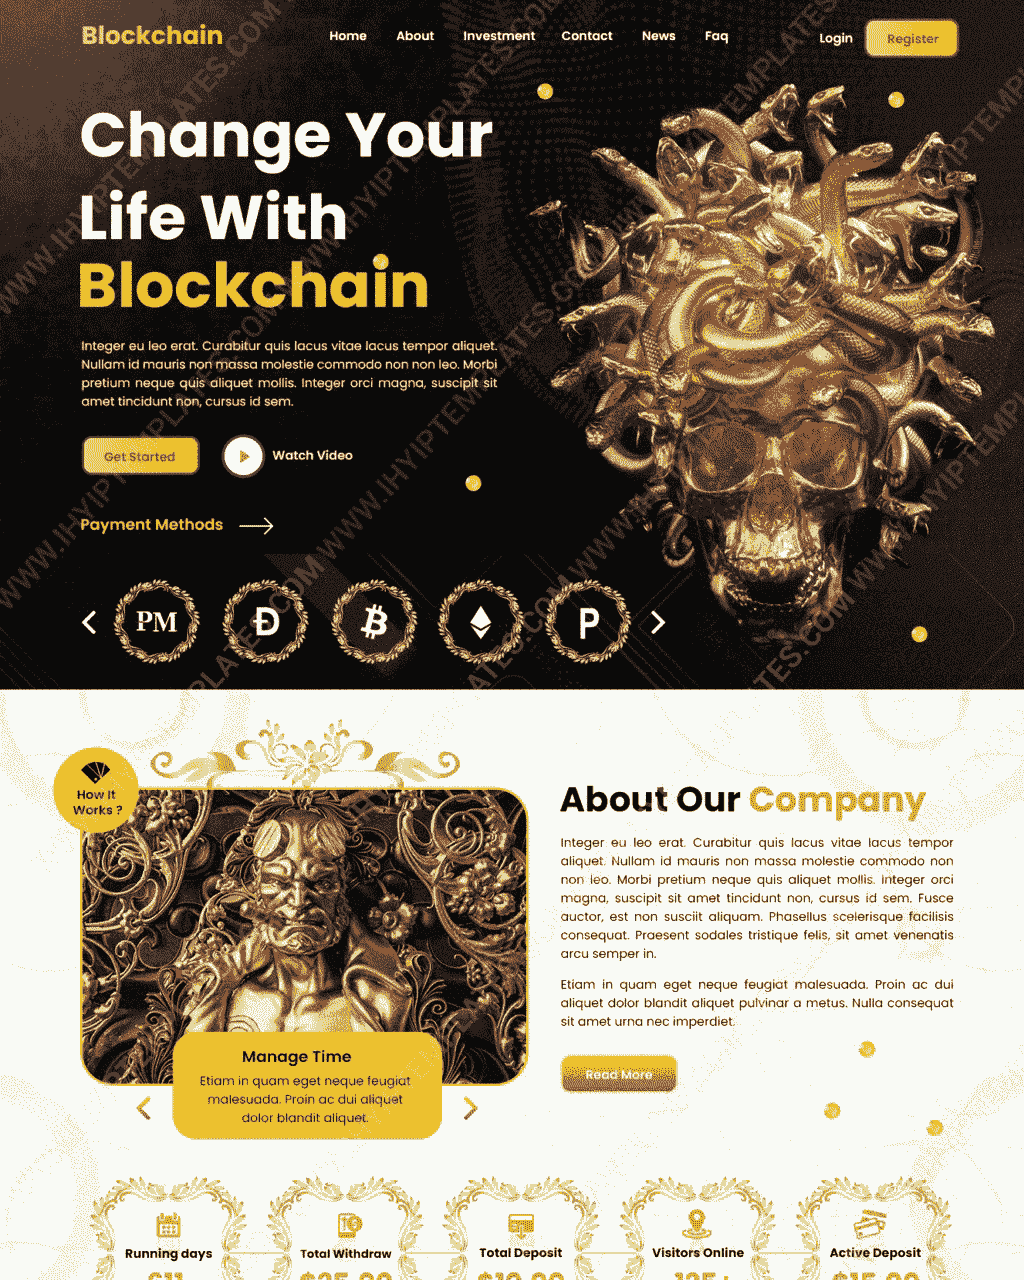 Blockchain
Home About Investment Contact News Faq
Login Register
Change Your
Life With
Blockchain
Integer eu leo erat. Curabitur quis lacus vitae lacus tempor aliquet.
Nullam id mauris non massa molestie commodo non non leo. Morbi
pretium neque quis aliquet mollis. Integer orci magna, suscipit sit
amet tincidunt non, cursus id sem.
Get Started
Watch Video
Payment Methods
PM
How It
Works ?
Manage Time
Etiam in quam eget neque feugiat
malesuada. Proin ac dui aliquet
dolor blandit aliquet.
About Our Company
Integer eu leo erat. Curabitur quis lacus vitae lacus tempor
aliquet. Nullam id mauris non massa molestie commodo non
non leo. Morbi pretium neque quis aliquet mollis. Integer orci
magna, suscipit sit amet tincidunt non, cursus id sem. Fusce
auctor, est non susciit aliquam. Phasellus scelerisque facilisis
consequat. Praesent sodales tristique felis, sit amet venenatis
arcu semper in.
Etiam in quam eget neque feugiat malesuada. Proin ac dui
aliquet dolor blandit aliquet pulvinar a metus. Nulla consequat
sit amet urna nec imperdiet.
Read More
Running days
Total Withdraw
Total Deposit
Visitors Online
Active Deposit
WWW.IHYIPTEMPLATES.COM